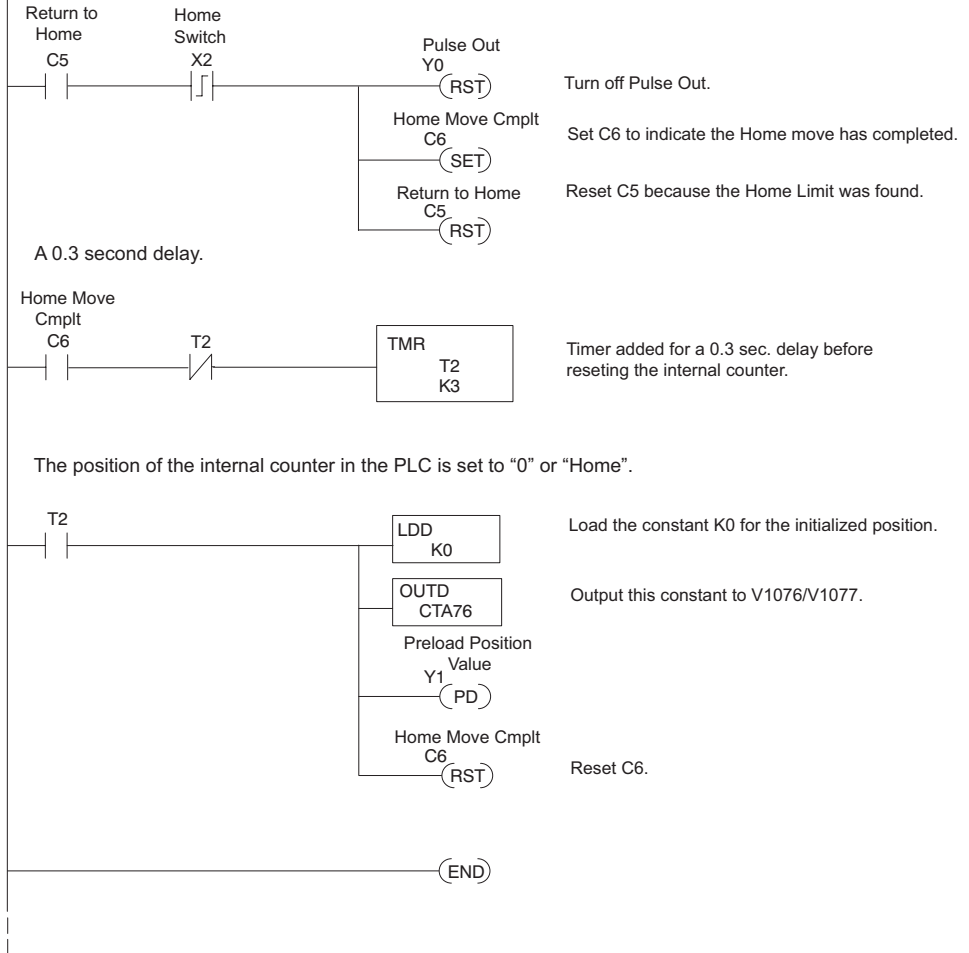 Return to
Home
C5
Home
Switch
X2
Pulse Out
Y0
RST
Turn off Pulse Out.
Home Move Cmplt
C6
SET
Set C6 to indicate the Home move has completed.
Return to Home
C5
RST
Reset C5 because the Home Limit was found.
A 0.3 second delay.
Home Move
Cmplt
C6
T2
TMR
T2
K3
Timer added for a 0.3 sec. delay before
reseting the internal counter.
The position of the internal counter in the PLC is set to “0” or “Home”.
T2
LDD
K0
Load the constant K0 for the initialized position.
OUTD
CTA76
Output this constant to V1076/V1077.
Preload Position
Value
Y1
PD
Home Move Cmplt
C6
RST
Reset C6.
END